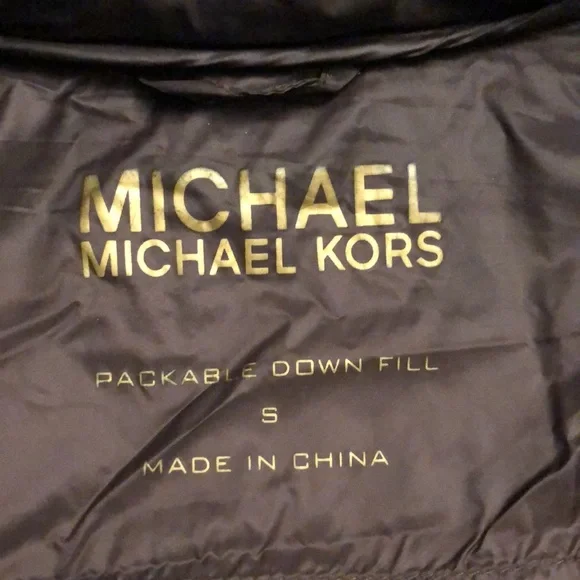 MICHAEL
MICHAEL KORS
PACKABLE DOWN FILL
S
MADE IN CHINA